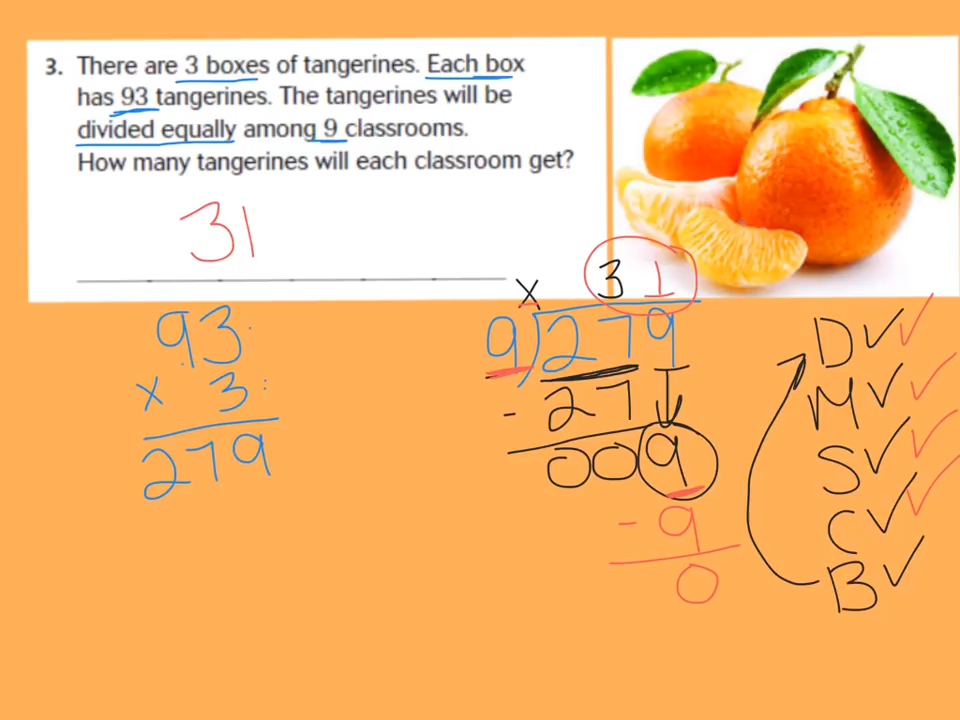 3. There are 3 boxes of tangerines. Each box
has 93 tangerines. The tangerines will be
divided equally among 9 classrooms.
How many tangerines will each classroom get?
31
93
x 3
279
x 31
9)279
-27
009
-9
0
D✓✓
M✓✓
S✓✓
C✓✓
B✓